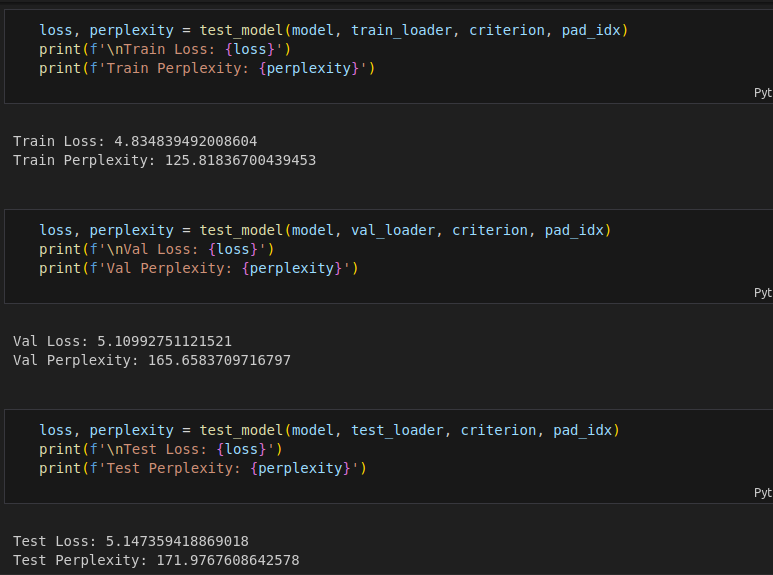 loss, perplexity = test_model(model, train_loader, criterion, pad_idx)
print(f'\nTrain Loss: {loss}')
print(f'Train Perplexity: {perplexity}')
Pyt
Train Loss: 4.834839492008604
Train Perplexity: 125.81836700439453
loss, perplexity = test_model(model, val_loader, criterion, pad_idx)
print(f'\nVal Loss: {loss}')
print(f'Val Perplexity: {perplexity}')
Pyt
Val Loss: 5.10992751121521
Val Perplexity: 165.6583709716797
loss, perplexity = test_model(model, test_loader, criterion, pad_idx)
print(f'\nTest Loss: {loss}')
print(f'Test Perplexity: {perplexity}')
Pyt
Test Loss: 5.147359418869018
Test Perplexity: 171.9767608642578